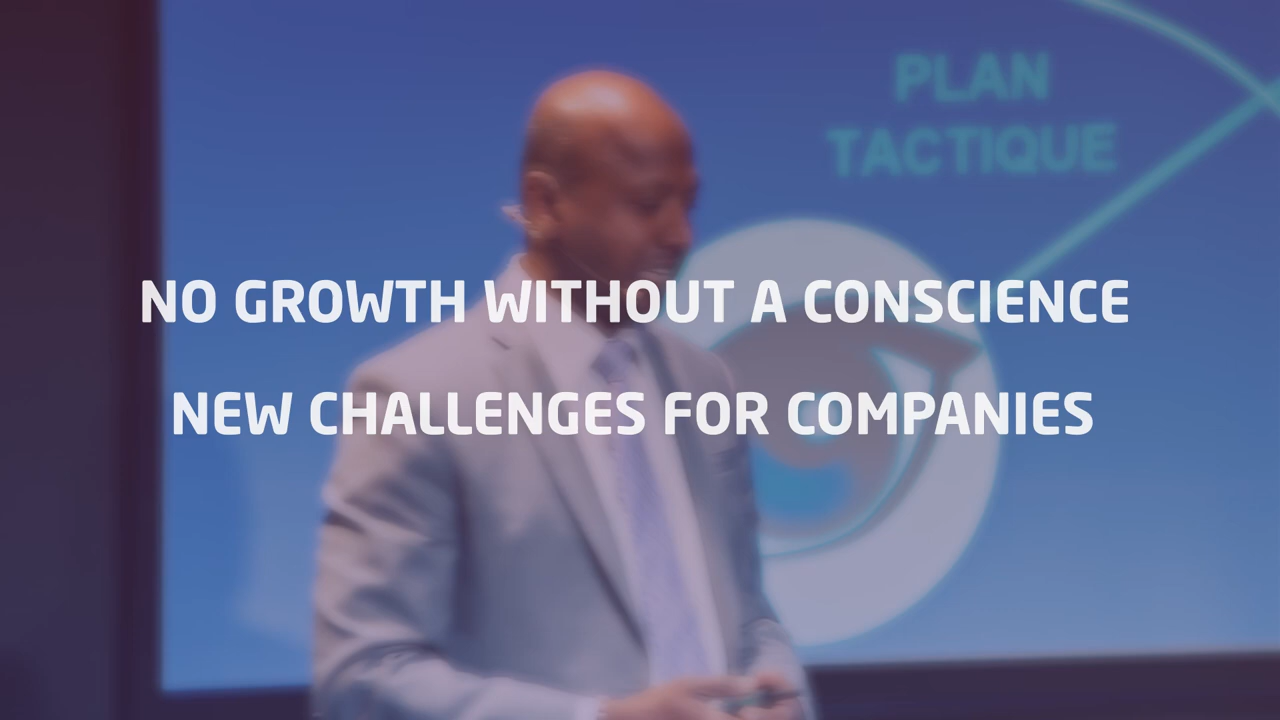 PLAN
TACTIQUE
NO GROWTH WITHOUT A CONSCIENCE
NEW CHALLENGES FOR COMPANIES